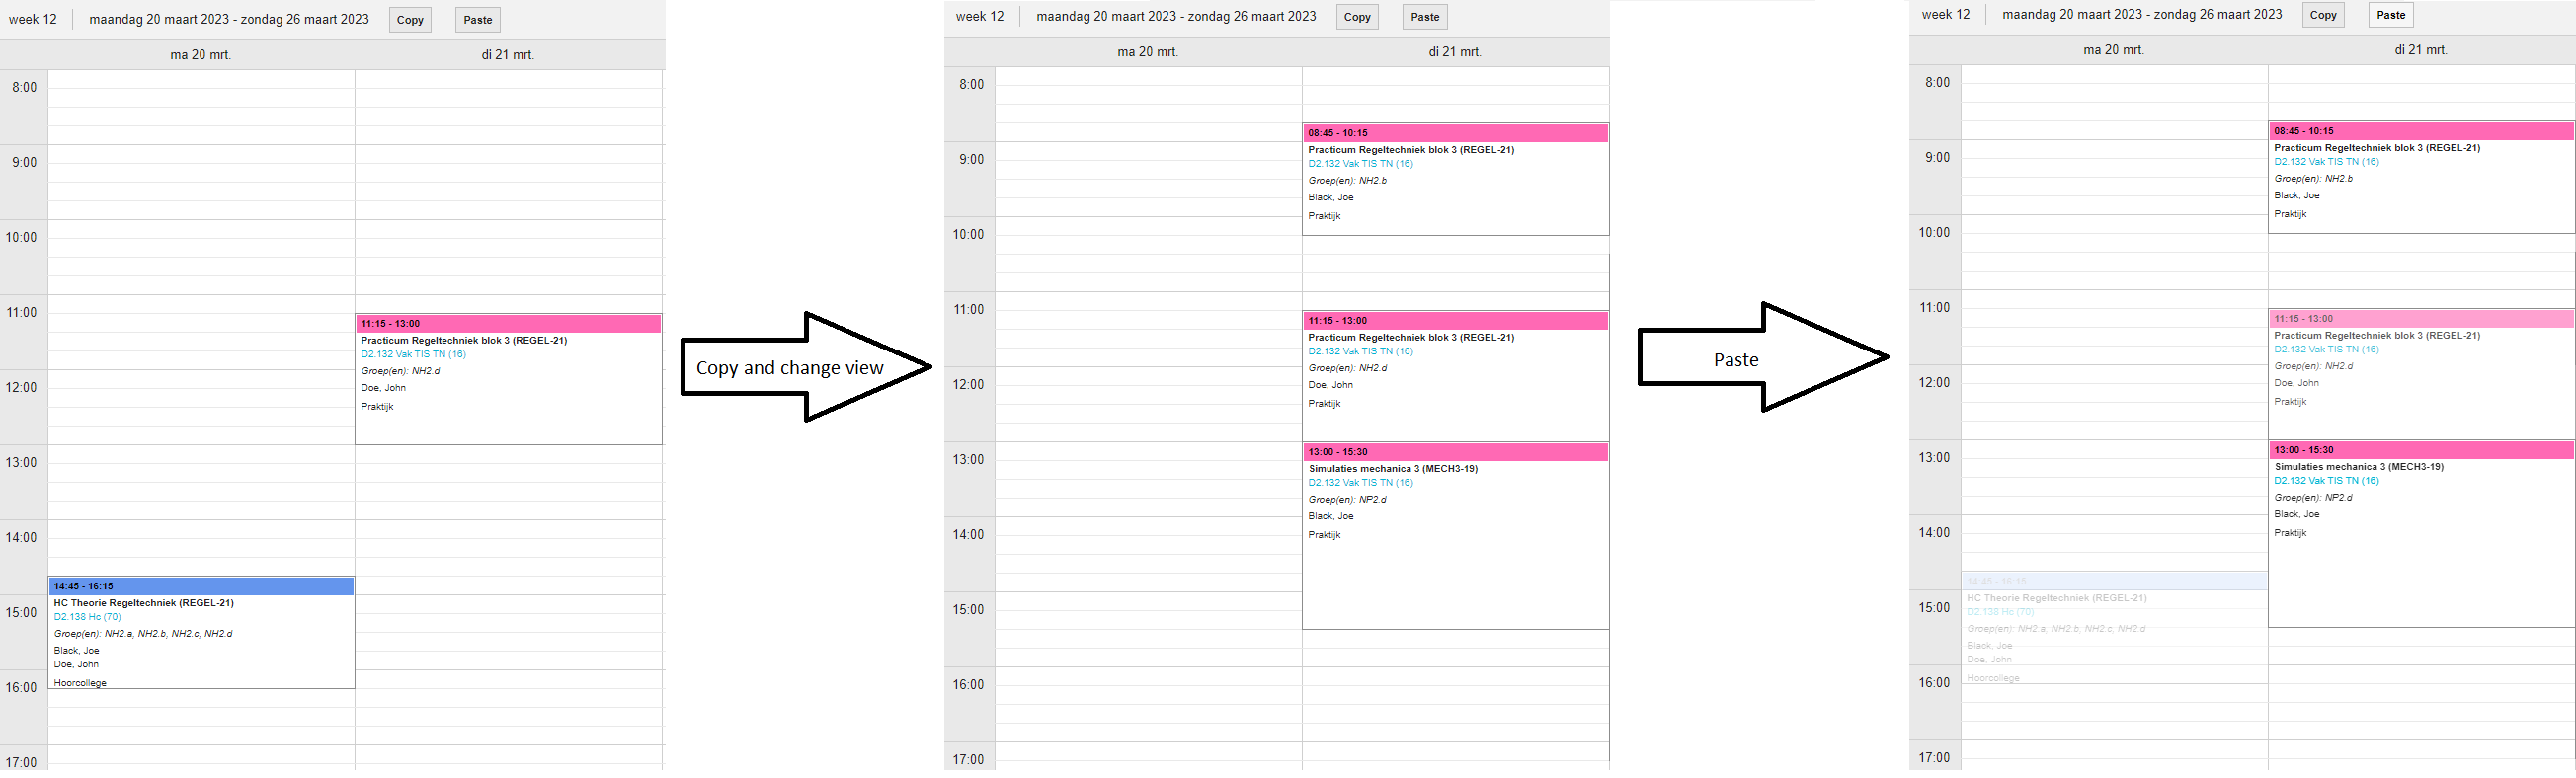 week 12 maandag 20 maart 2023 - zondag 26 maart 2023 Copy Paste
ma 20 mrt. di 21 mrt.
8:00
9:00
10:00
11:00
11:15 - 13:00
Practicum Regeltechniek blok 3 (REGEL-21)
D2.132 Vak TIS TN (16)
Groep(en): NH2.d
12:00
Doe, John
Praktijk
13:00
14:00
14:45 - 16:15
HC Theorie Regeltechniek (REGEL-21)
15:00
D2.138 Hc (70)
Groep(en): NH2.a, NH2.b, NH2.c, NH2.d
Black, Joe
Doe, John
Hoorcollege
16:00
17:00
Copy and change view
week 12 maandag 20 maart 2023 - zondag 26 maart 2023 Copy Paste
ma 20 mrt. di 21 mrt.
8:00
08:45 - 10:15
Practicum Regeltechniek blok 3 (REGEL-21)
9:00
D2.132 Vak TIS TN (16)
Groep(en): NH2.b
Black, Joe
Praktijk
10:00
11:00
11:15 - 13:00
Practicum Regeltechniek blok 3 (REGEL-21)
D2.132 Vak TIS TN (16)
Groep(en): NH2.d
12:00
Doe, John
Praktijk
13:00 - 15:30
13:00
Simulaties mechanica 3 (MECH3-19)
D2.132 Vak TIS TN (16)
Groep(en): NP2.d
Black, Joe
14:00
Praktijk
15:00
16:00
17:00
Paste
week 12 maandag 20 maart 2023 - zondag 26 maart 2023 Copy Paste
ma 20 mrt. di 21 mrt.
8:00
08:45 - 10:15
Practicum Regeltechniek blok 3 (REGEL-21)
9:00
D2.132 Vak TIS TN (16)
Groep(en): NH2.b
Black, Joe
Praktijk
10:00
11:00
11:15 - 13:00
Practicum Regeltechniek blok 3 (REGEL-21)
D2.132 Vak TIS TN (16)
Groep(en): NH2.d
12:00
Doe, John
Praktijk
13:00 - 15:30
13:00
Simulaties mechanica 3 (MECH3-19)
D2.132 Vak TIS TN (16)
Groep(en): NP2.d
Black, Joe
14:00
Praktijk
14:45 - 16:15
HC Theorie Regeltechniek (REGEL-21)
15:00
D2.138 Hc (70)
Groep(en): NH2.a, NH2.b, NH2.c, NH2.d
Black, Joe
Doe, John
Hoorcollege
16:00
17:00